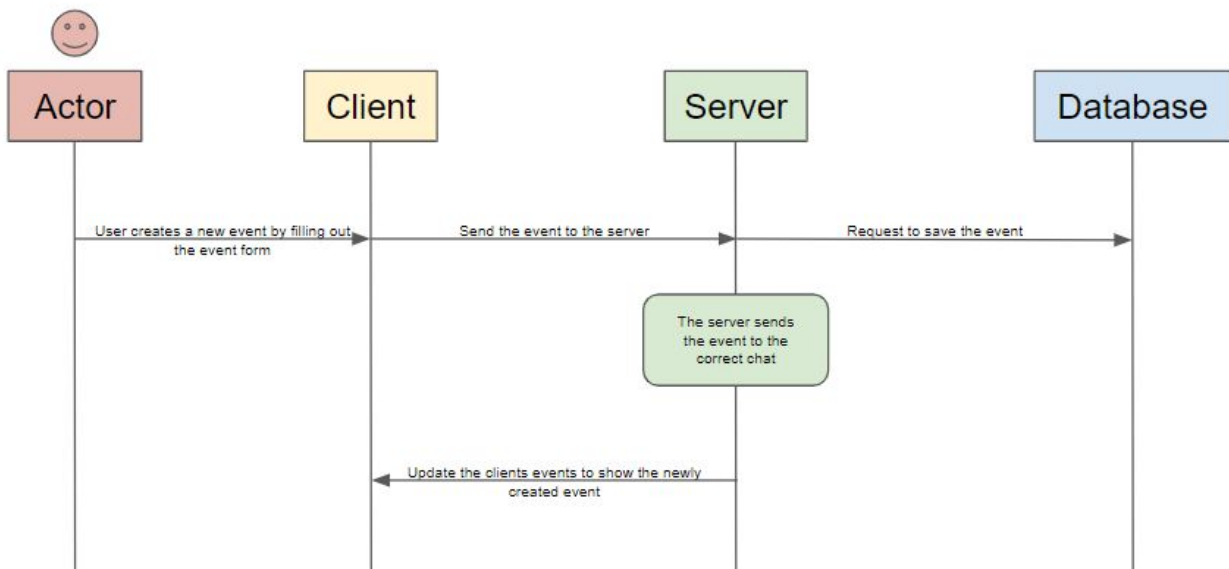 Actor
Client
Server
Database
User creates a new event by filling out
the event form
Send the event to the server
Request to save the event
The server sends
the event to the
correct chat
Update the clients events to show the newly
created event